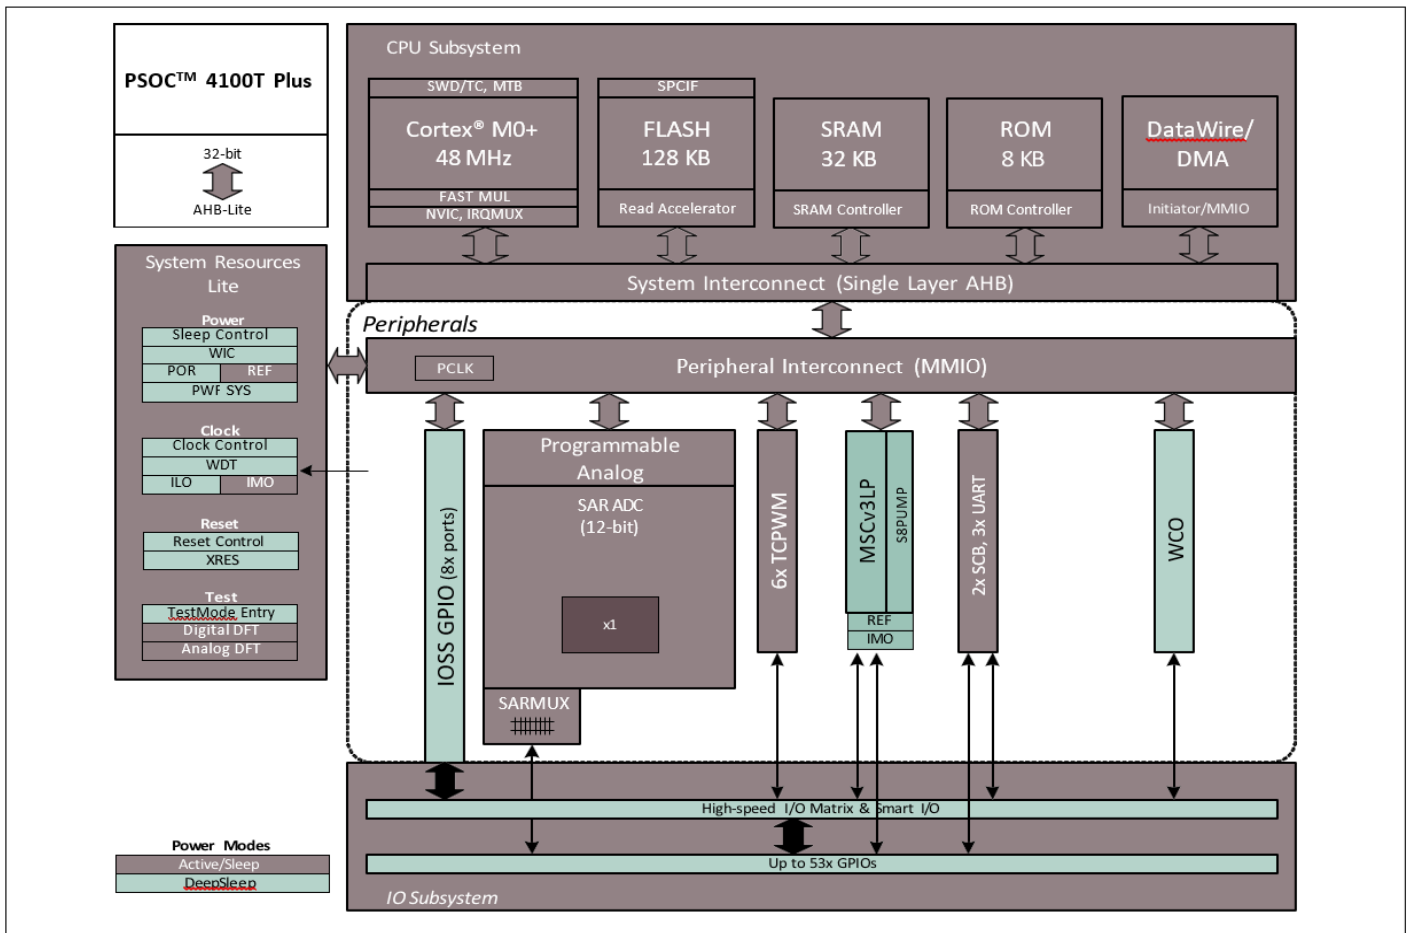 PSOC™ 4100T Plus
32-bit
AHB-Lite
CPU Subsystem
SWD/TC, MTB
Cortex® M0+
48 MHz
FAST MUL
NVIC, IRQMUX
SPCIF
FLASH
128 KB
Read Accelerator
SRAM
32 KB
SRAM Controller
ROM
8 KB
ROM Controller
DataWire/
DMA
Initiator/MMIO
System Interconnect (Single Layer AHB)
System Resources
Lite
Power
Sleep Control
WIC
POR
REF
PWF SYS
Clock
Clock Control
WDT
ILO
IMO
Reset
Reset Control
XRES
Test
TestMode Entry
Digital DFT
Analog DFT
Peripherals
PCLK
Peripheral Interconnect (MMIO)
IOSS GPIO (8x ports)
Programmable
Analog
SAR ADC
(12-bit)
x1
SARMUX
6x TCPWM
MSCv3LP
S8PUMP
REF
IMO
2x SCB, 3x UART
WCO
High-speed I/O Matrix & Smart I/O
Up to 53x GPIOs
IO Subsystem
Power Modes
Active/Sleep
DeepSleep